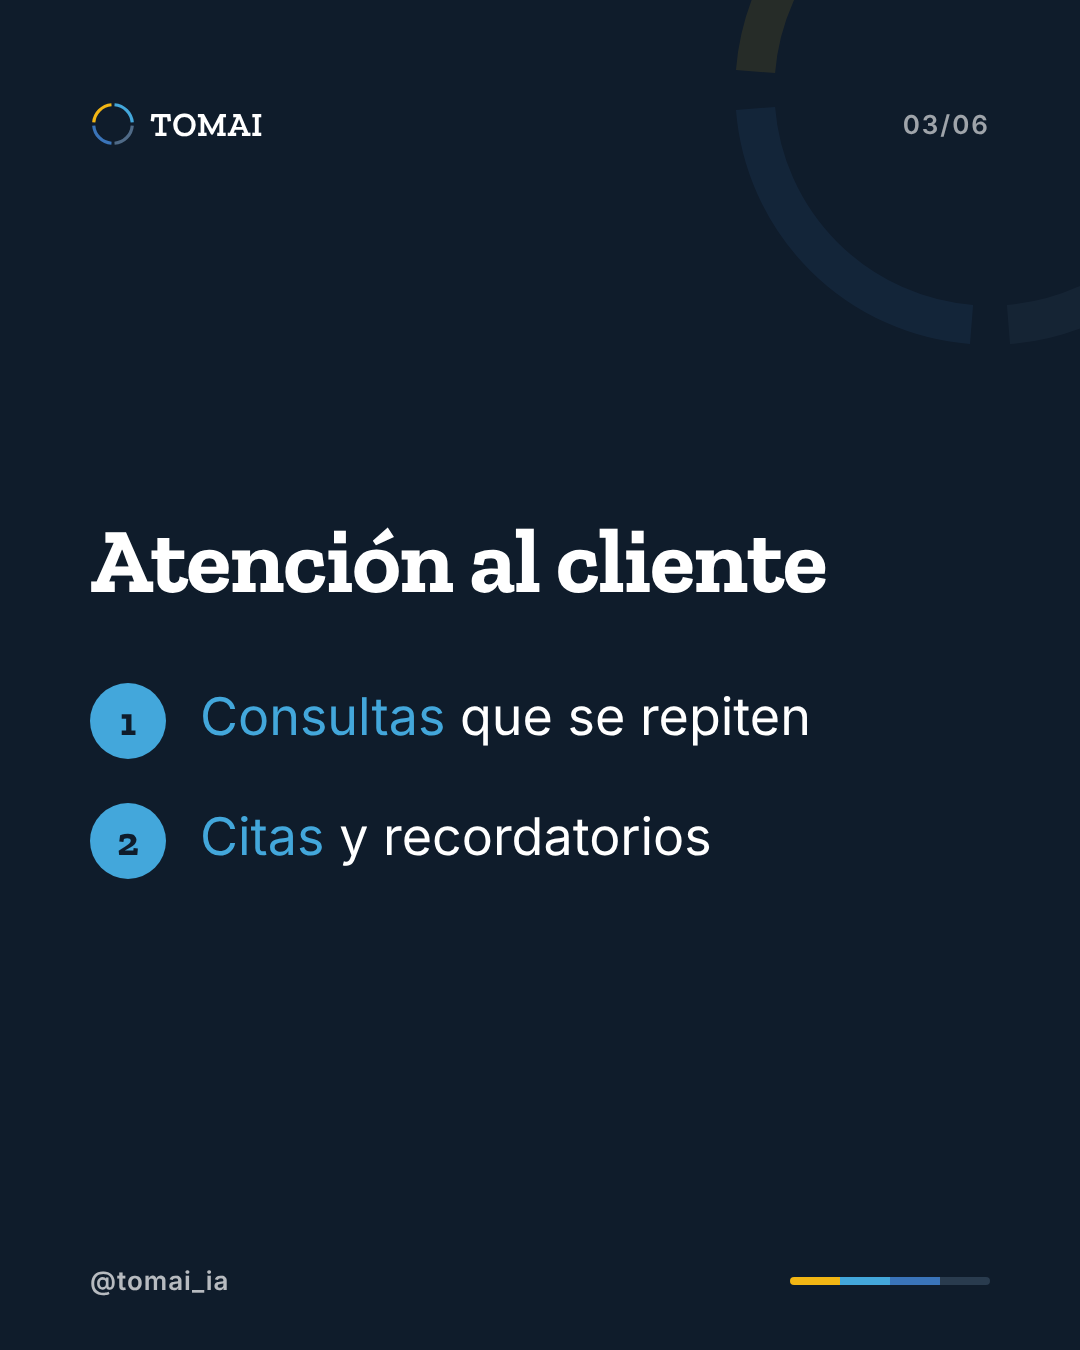 TOMAI
03/06
Atención al cliente
1 Consultas que se repiten
2 Citas y recordatorios
@tomai_ia